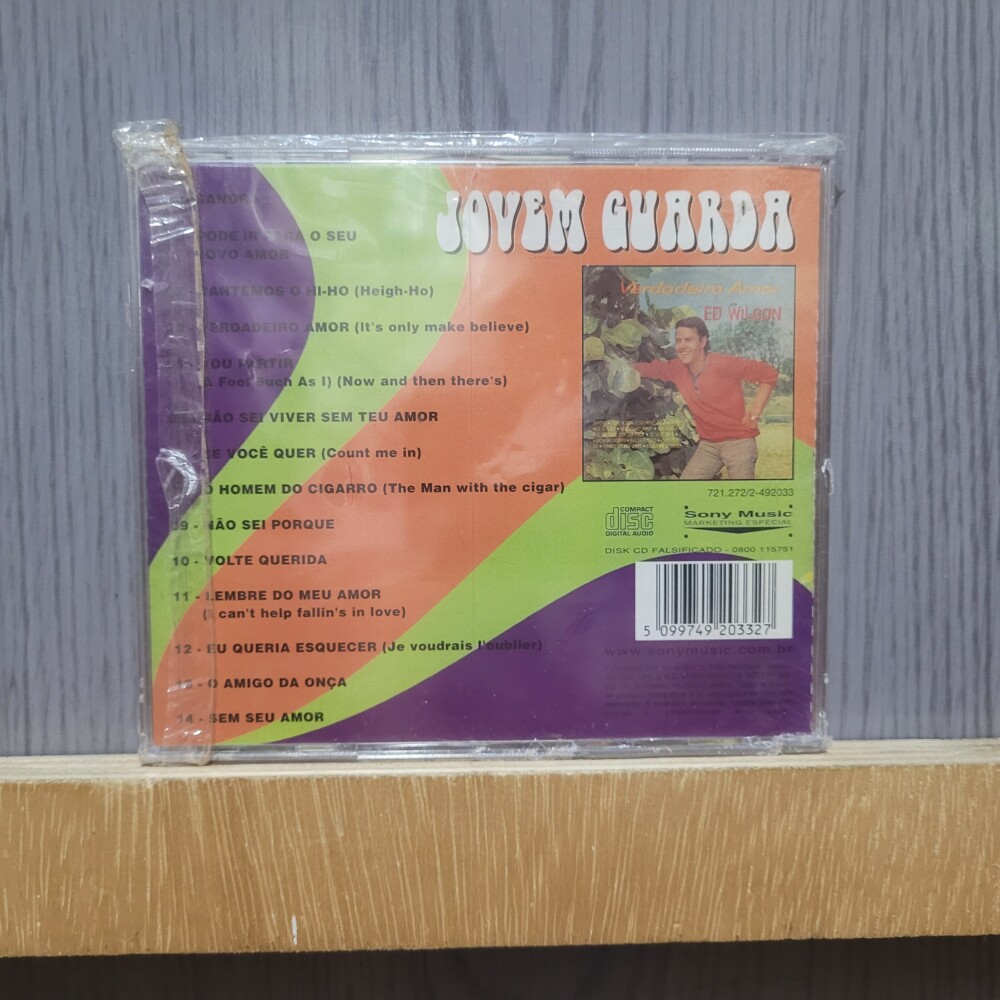 SANDR
PODE IR PARA O SEU
NOVO AMOR
CANTEMOS O HI-HO (Heigh-Ho)
VERDADEIRO AMOR (It's only make believe)
VOU PARTIR
(A Fool Such As I) (Now and then there's)
NÃO SEI VIVER SEM TEU AMOR
SE VOCÊ QUER (Count me in)
O HOMEM DO CIGARRO (The Man with the cigar)
09 - NÃO SEI PORQUE
10 - VOLTE QUERIDA
11 - LEMBRE DO MEU AMOR
(I can't help fallin's in love)
12 - EU QUERIA ESQUECER (Je voudrais l'oublier)
13 - O AMIGO DA ONÇA
14 - SEM SEU AMOR
JOVEM GUARDA
Verdadeiro Amor
ED WILSON
721.272/2-492033
COMPACT
disc
DIGITAL AUDIO
Sony Music
MARKETING ESPECIAL
DISK CD FALSIFICADO - 0800 115751
5 099749 203327
www.sonymusic.com.br